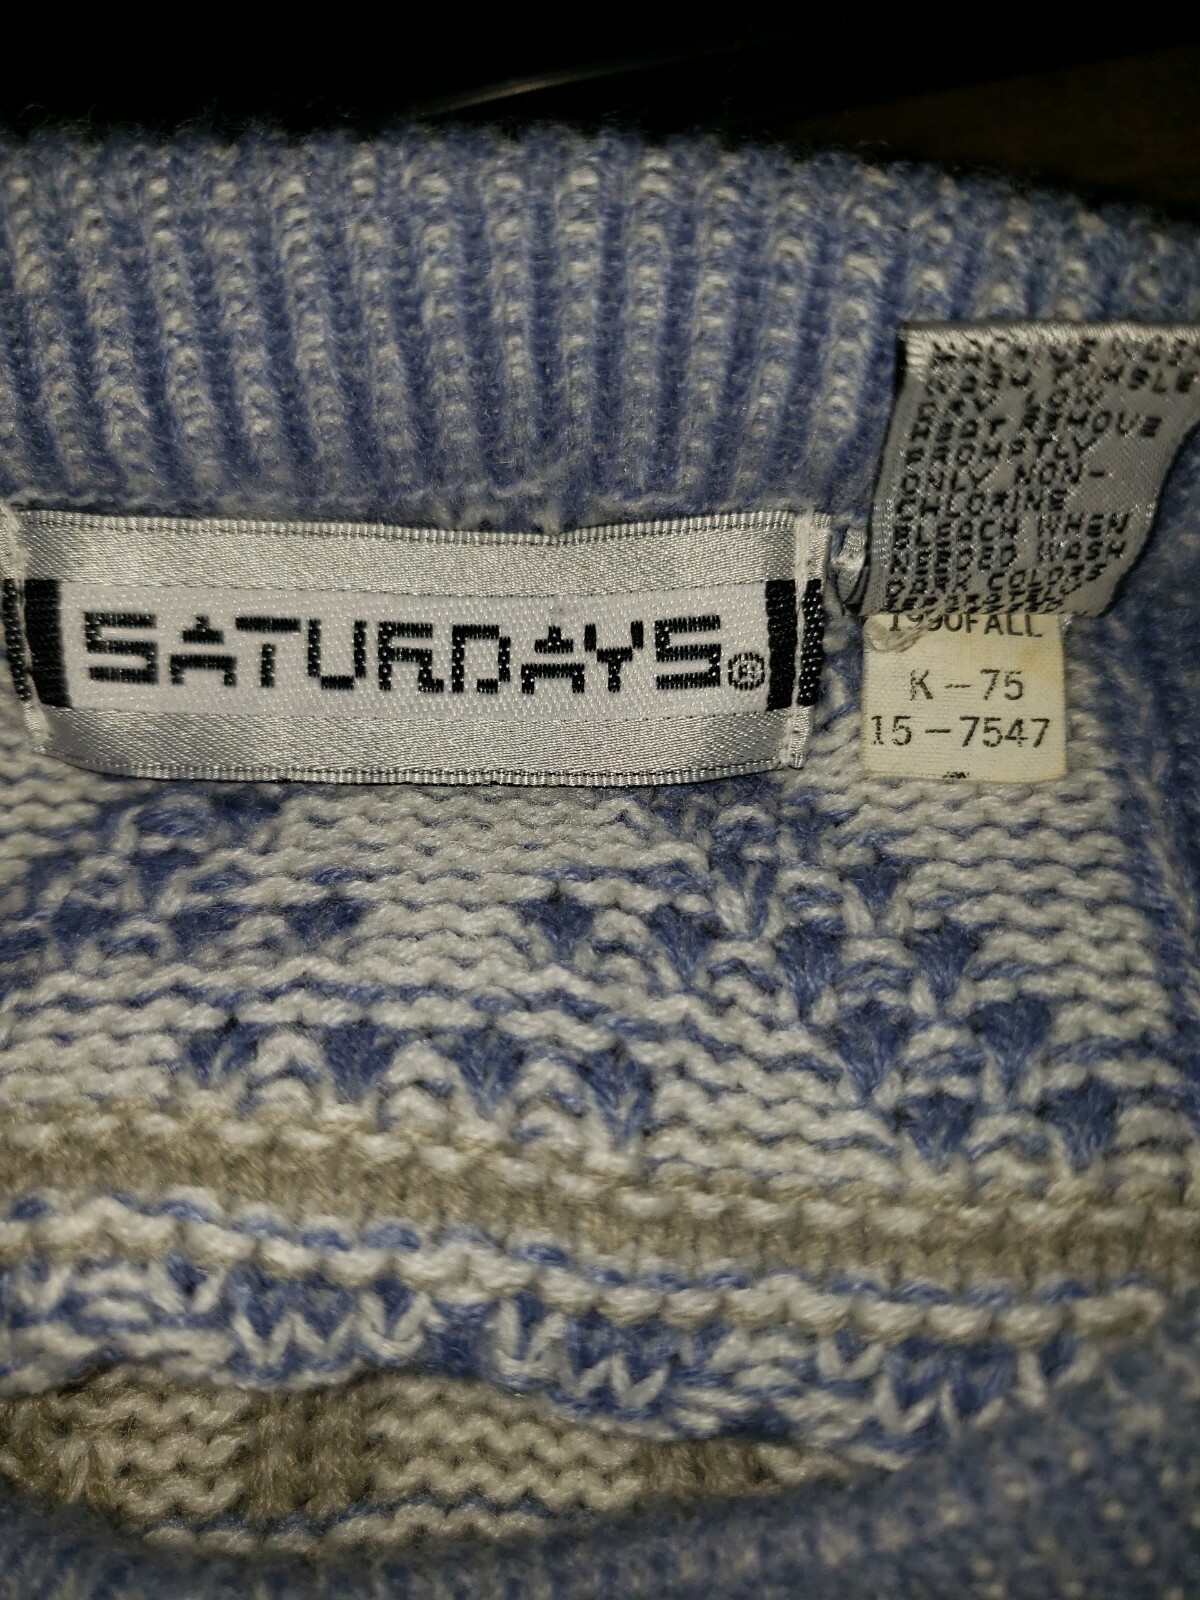 SATURDAYS®
MACHINE WASH
WARM TUMBLE
DRY LOW
HEAT REMOVE
PROMPTLY
ONLY NON-
CHLORINE
BLEACH WHEN
NEEDED WASH
DARK COLORS
1990FALL
K-75
15-7547